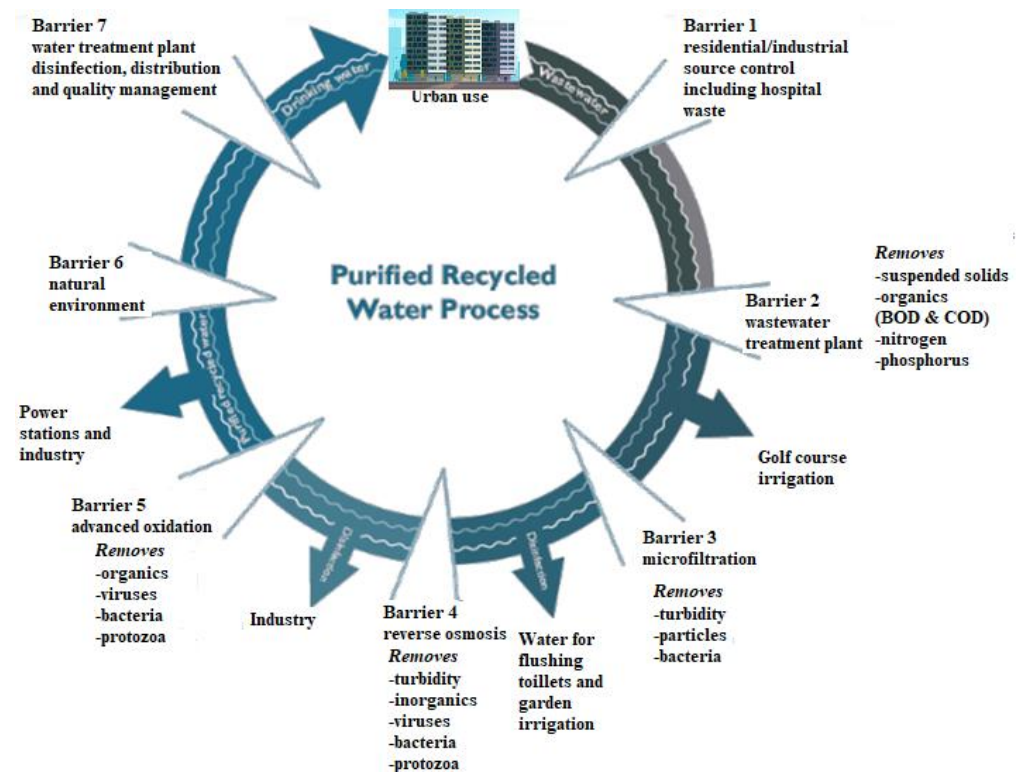 Barrier 7
water treatment plant
disinfection, distribution
and quality management
Drinking water
Urban use
Wastewater
Barrier 1
residential/industrial
source control
including hospital
waste
Purified Recycled
Water Process
Barrier 2
wastewater
treatment plant
Removes
-suspended solids
-organics
(BOD & COD)
-nitrogen
-phosphorus
Golf course
irrigation
Barrier 3
microfiltration
Removes
-turbidity
-particles
-bacteria
Disinfection
Water for
flushing
toillets and
garden
irrigation
Barrier 4
reverse osmosis
Removes
-turbidity
-inorganics
-viruses
-bacteria
-protozoa
Disinfection
Industry
Barrier 5
advanced oxidation
Removes
-organics
-viruses
-bacteria
-protozoa
Purified recycled water
Power
stations and
industry
Barrier 6
natural
environment